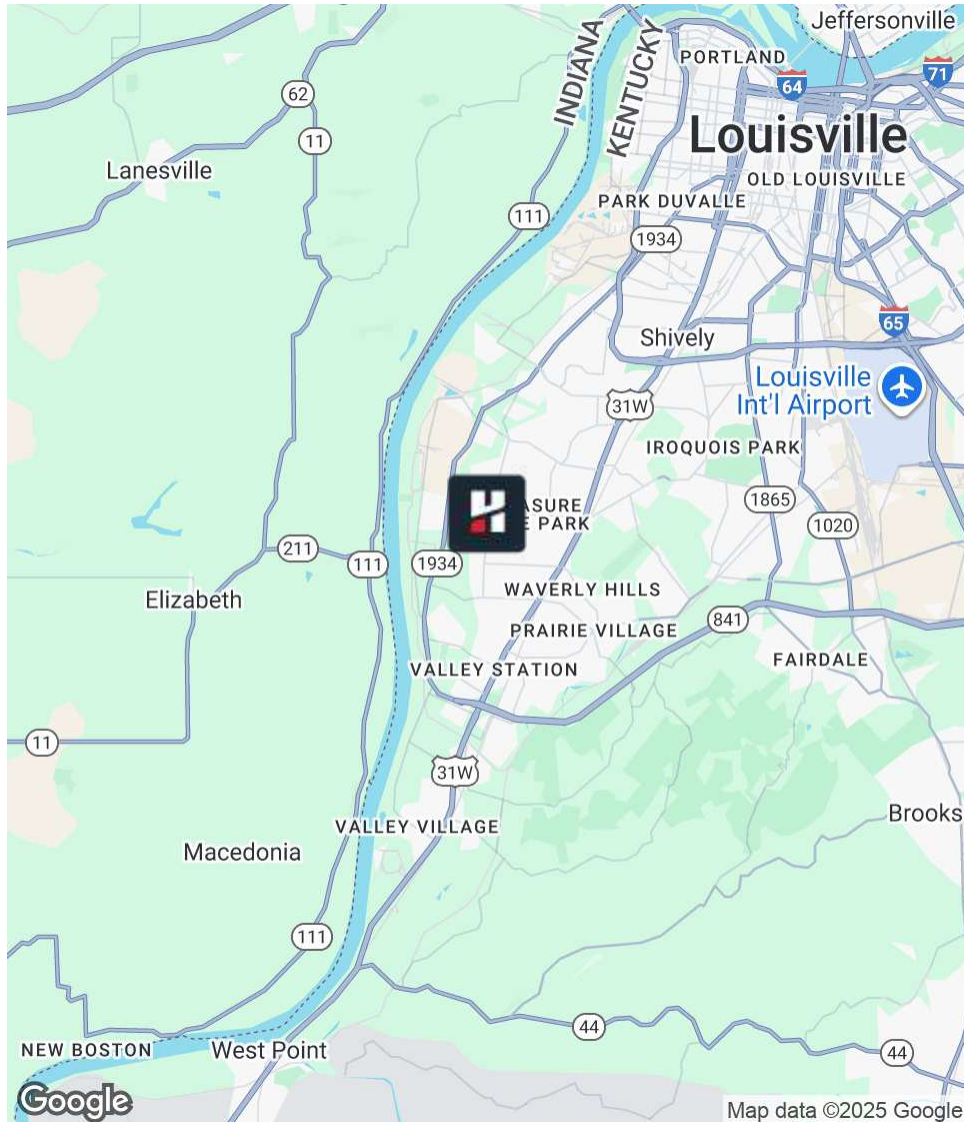 Jeffersonville
INDIANA
KENTUCKY
PORTLAND
64
71
62
11
Louisville
Lanesville
OLD LOUISVILLE
PARK DUVALLE
111
1934
65
Shively
Louisville
Int'l Airport
31W
IROQUOIS PARK
1865
H
ASURE
E PARK
1020
211
111
1934
WAVERLY HILLS
Elizabeth
841
PRAIRIE VILLAGE
FAIRDALE
VALLEY STATION
11
31W
Brooks
VALLEY VILLAGE
Macedonia
111
44
NEW BOSTON
West Point
44
Google
Map data ©2025 Google